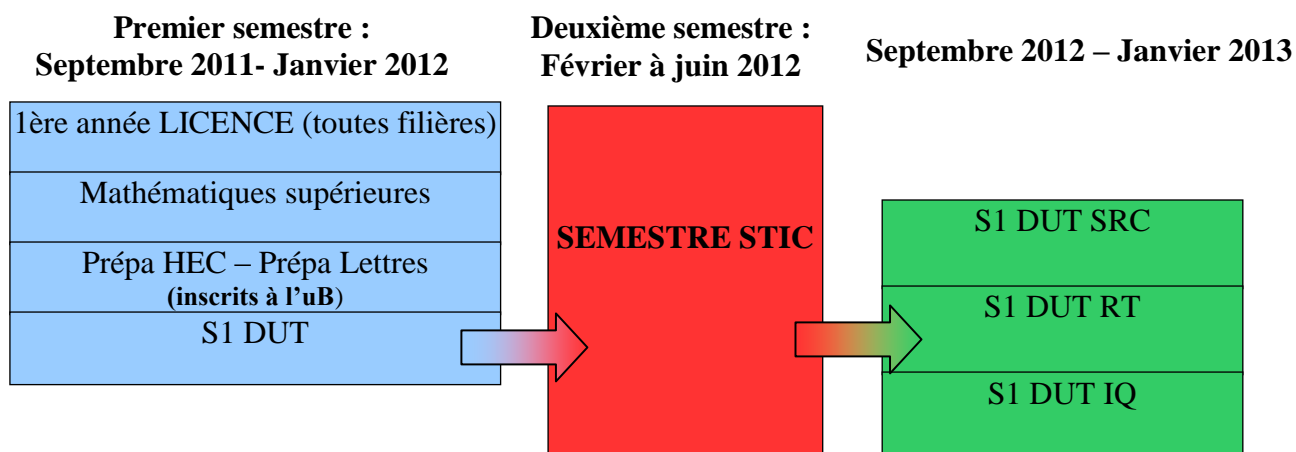 Premier semestre :
Septembre 2011- Janvier 2012
Deuxième semestre :
Février à juin 2012
Septembre 2012 – Janvier 2013
1ère année LICENCE (toutes filières)
Mathématiques supérieures
Prépa HEC – Prépa Lettres
(inscrits à l’uB)
S1 DUT
SEMESTRE STIC
S1 DUT SRC
S1 DUT RT
S1 DUT IQ